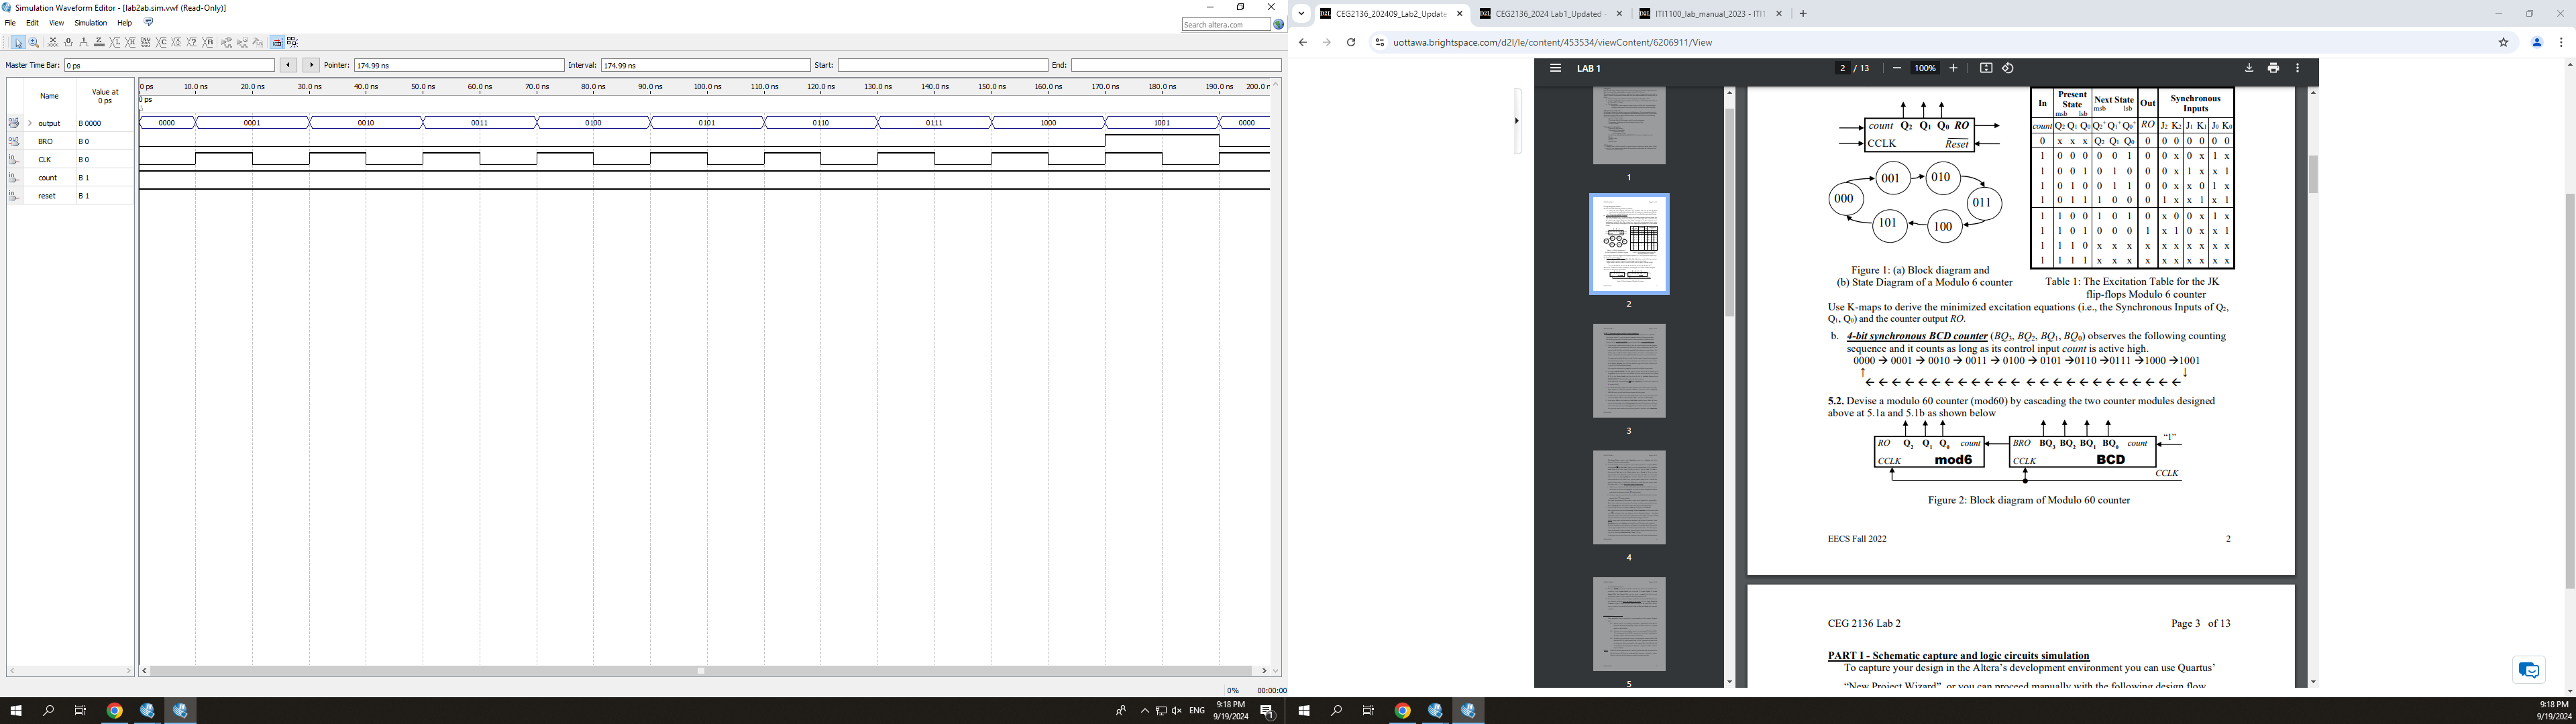 Simulation Waveform Editor - [lab2ab.sim.vwf (Read-Only)]
File Edit View Simulation Help
Search altera.com
Master Time Bar: 0 ps Pointer: 174.99 ns Interval: 174.99 ns Start: End:
Name Value at 0 ps
0 ps 10.0 ns 20.0 ns 30.0 ns 40.0 ns 50.0 ns 60.0 ns 70.0 ns 80.0 ns 90.0 ns 100.0 ns 110.0 ns 120.0 ns 130.0 ns 140.0 ns 150.0 ns 160.0 ns 170.0 ns 180.0 ns 190.0 ns 200.0 n
0 ps
output B 0000 0000 0001 0010 0011 0100 0101 0110 0111 1000 1001 0000
BRO B 0
CLK B 0
count B 1
reset B 1
0% 00:00:00
ENG 9:18 PM 9/19/2024
CEG2136_202409_Lab2_Update
CEG2136_2024 Lab1_Updated
ITI1100_lab_manual_2023 - ITI1
uottawa.brightspace.com/d2l/le/content/453534/viewContent/6206911/View
LAB 1 2 / 13 100%
1
2
3
4
5
count Q₂ Q₁ Q₀ RO
CCLK Reset
000 001 010 011 100 101
Figure 1: (a) Block diagram and
(b) State Diagram of a Modulo 6 counter
In Present State Next State Out Synchronous Inputs
msb lsb msb lsb
count Q₂ Q₁ Q₀ Q₂⁺ Q₁⁺ Q₀⁺ RO J₂ K₂ J₁ K₁ J₀ K₀
0 x x x Q₂ Q₁ Q₀ 0 0 0 0 0 0 0
1 0 0 0 0 0 1 0 0 x 0 x 1 x
1 0 0 1 0 1 0 0 0 x 1 x x 1
1 0 1 0 0 1 1 0 0 x x 0 1 x
1 0 1 1 1 0 0 0 1 x x 1 x 1
1 1 0 0 1 0 1 0 x 0 0 x 1 x
1 1 0 1 0 0 0 1 x 1 0 x x 1
1 1 1 0 x x x x x x x x x x
1 1 1 1 x x x x x x x x x x
Table 1: The Excitation Table for the JK
flip-flops Modulo 6 counter
Use K-maps to derive the minimized excitation equations (i.e., the Synchronous Inputs of Q₂,
Q₁, Q₀) and the counter output RO.
b. 4-bit synchronous BCD counter (BQ₃, BQ₂, BQ₁, BQ₀) observes the following counting
sequence and it counts as long as its control input count is active high.
0000 → 0001 → 0010 → 0011 → 0100 → 0101 →0110 →0111 →1000 →1001
5.2. Devise a modulo 60 counter (mod60) by cascading the two counter modules designed
above at 5.1a and 5.1b as shown below
RO Q₂ Q₁ Q₀ count BRO BQ₃ BQ₂ BQ₁ BQ₀ count "1"
CCLK mod6 CCLK BCD
CCLK
Figure 2: Block diagram of Modulo 60 counter
EECS Fall 2022 2
CEG 2136 Lab 2 Page 3 of 13
PART I - Schematic capture and logic circuits simulation
To capture your design in the Altera's development environment you can use Quartus'
"New Project Wizard", or you can proceed manually with the following design flow
9:18 PM
9/19/2024